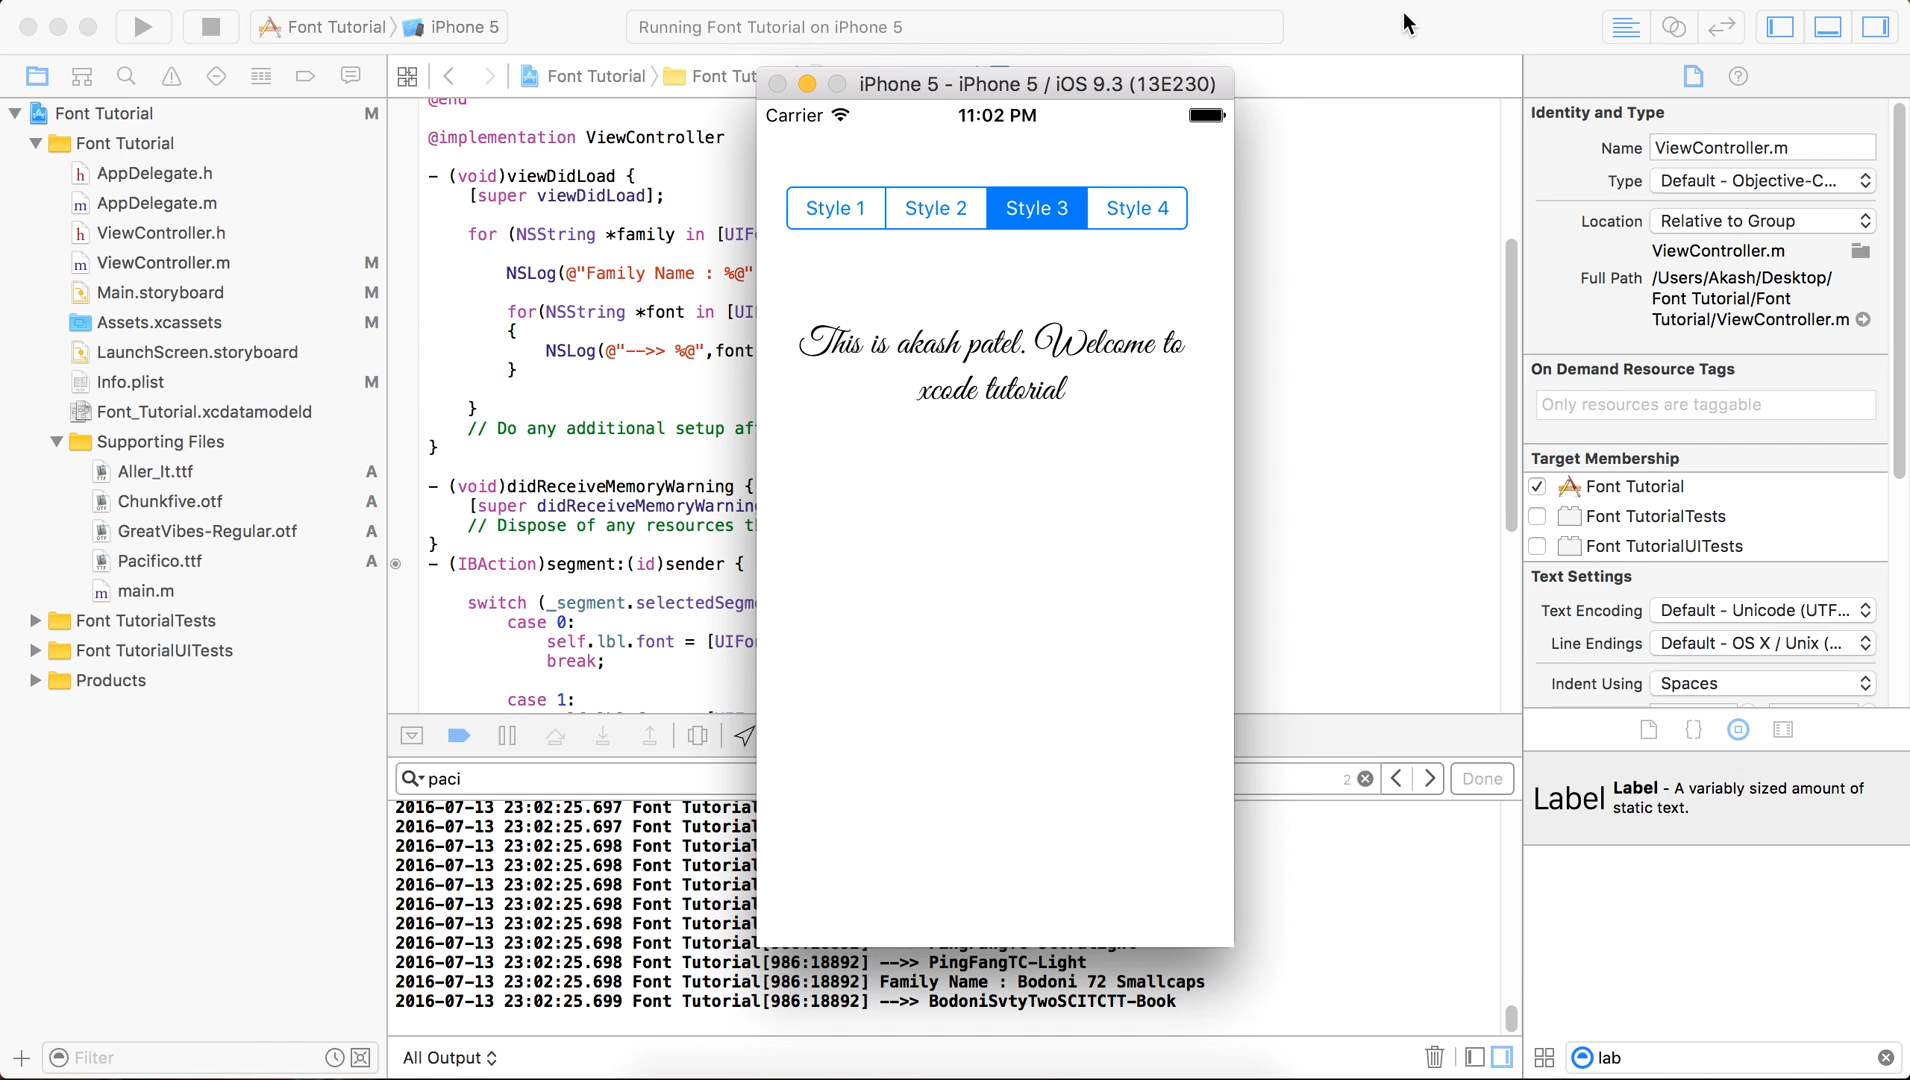 Font Tutorial
iPhone 5
Running Font Tutorial on iPhone 5
Font Tutorial
M
Font Tutorial
AppDelegate.h
AppDelegate.m
ViewController.h
ViewController.m
M
Main.storyboard
M
Assets.xcassets
M
LaunchScreen.storyboard
Info.plist
M
Font_Tutorial.xcdatamodeld
Supporting Files
Aller_lt.ttf
A
Chunkfive.otf
A
GreatVibes-Regular.otf
A
Pacifico.ttf
A
main.m
Font TutorialTests
Font TutorialUITests
Products
Filter
Font Tutorial
@end
@implementation ViewController
- (void)viewDidLoad {
[super viewDidLoad];
for (NSString *family in
NSLog(@"Family Name : %@"
for(NSString *font in
{
NSLog(@"-->> %@",font
}
}
// Do any additional setup
}
- (void)didReceiveMemoryWarning {
[super
// Dispose of any resources
}
- (IBAction)segment:(id)sender {
switch
case 0:
self.lbl.font =
break;
case 1:
iPhone 5 - iPhone 5 / iOS 9.3 (13E230)
Carrier
11:02 PM
Style 1
Style 2
Style 3
Style 4
This is akash patel. Welcome to
xcode tutorial
paci
2
Done
2016-07-13 23:02:25.697 Font Tutorial
2016-07-13 23:02:25.697 Font Tutorial
2016-07-13 23:02:25.698 Font Tutorial
2016-07-13 23:02:25.698 Font Tutorial
2016-07-13 23:02:25.698 Font Tutorial
2016-07-13 23:02:25.698 Font Tutorial
2016-07-13 23:02:25.698 Font Tutorial
2016-07-13 23:02:25.698 Font Tutorial
2016-07-13 23:02:25.698 Font Tutorial[986:18892] -->> PingFangTC-Light
2016-07-13 23:02:25.698 Font Tutorial[986:18892] Family Name : Bodoni 72 Smallcaps
2016-07-13 23:02:25.699 Font Tutorial[986:18892] -->> BodoniSvtyTwoSCITCTT-Book
All Output
Identity and Type
Name ViewController.m
Type Default - Objective-C...
Location Relative to Group
ViewController.m
Full Path /Users/Akash/Desktop/
Font Tutorial/Font
Tutorial/ViewController.m
On Demand Resource Tags
Only resources are taggable
Target Membership
Font Tutorial
Font TutorialTests
Font TutorialUITests
Text Settings
Text Encoding Default - Unicode (UTF...
Line Endings Default - OS X / Unix (...
Indent Using Spaces
Label
Label - A variably sized amount of
static text.
lab